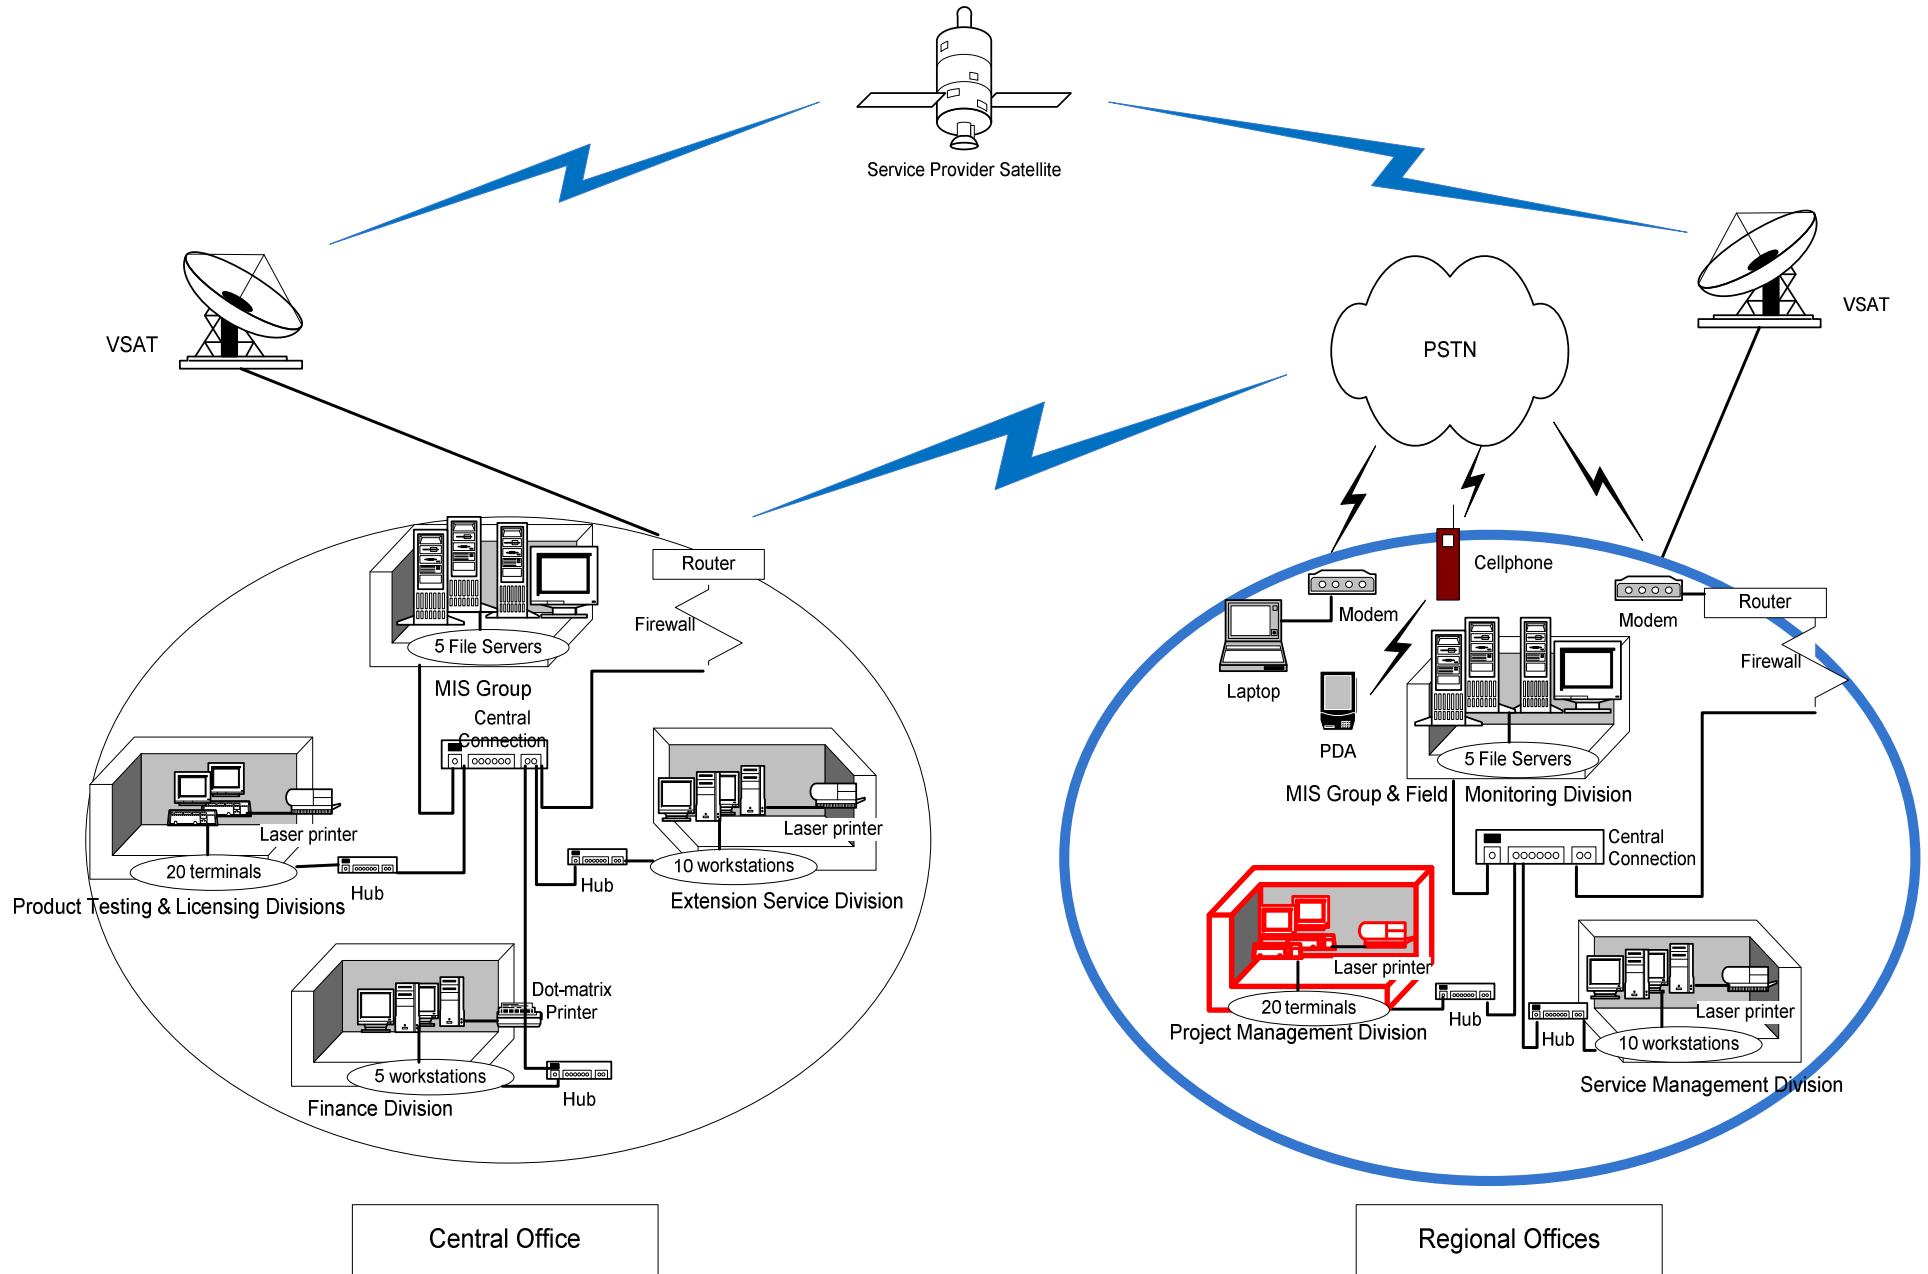 Service Provider Satellite
VSAT
VSAT
PSTN
Router
Firewall
5 File Servers
MIS Group
Central
Connection
Laser printer
20 terminals
Hub
Product Testing & Licensing Divisions
Laser printer
10 workstations
Hub
Extension Service Division
Dot-matrix
Printer
5 workstations
Hub
Finance Division
Central Office
Cellphone
Modem
Laptop
PDA
Modem
Router
Firewall
5 File Servers
MIS Group & Field Monitoring Division
Central
Connection
Laser printer
20 terminals
Hub
Project Management Division
Laser printer
Hub
10 workstations
Service Management Division
Regional Offices